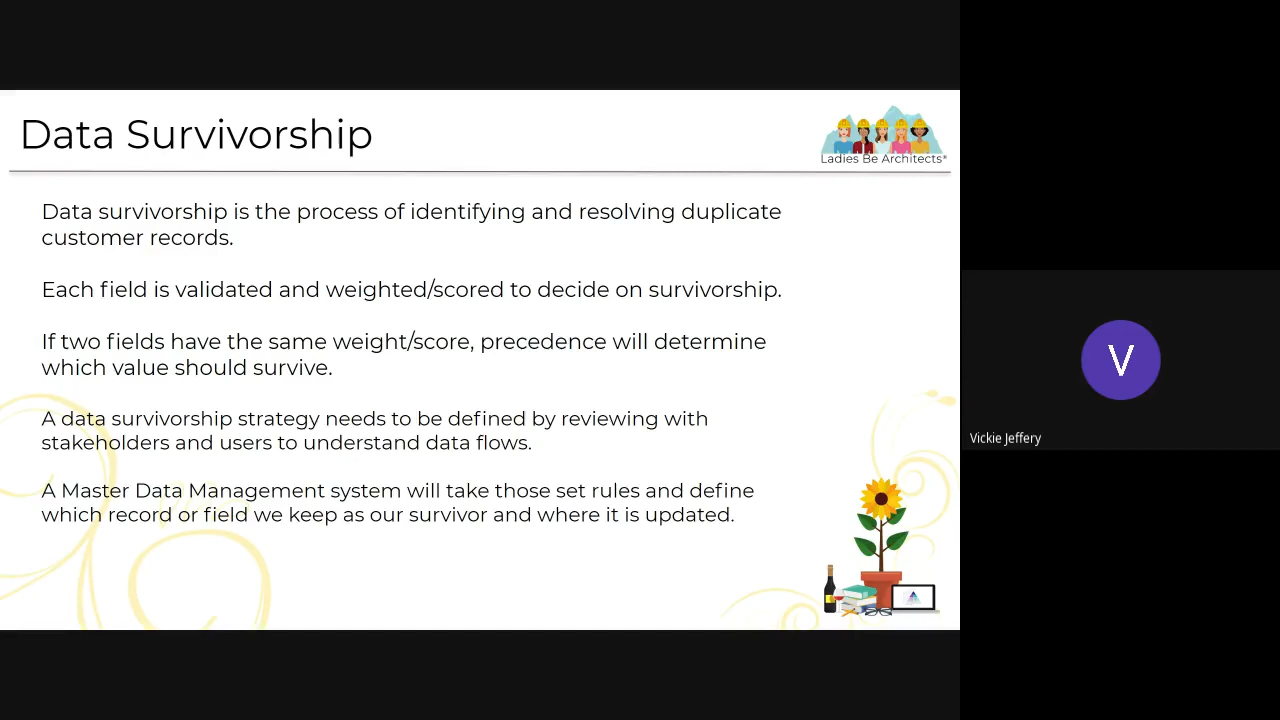 Data Survivorship
Ladies Be Architects*
Data survivorship is the process of identifying and resolving duplicate
customer records.
Each field is validated and weighted/scored to decide on survivorship.
If two fields have the same weight/score, precedence will determine
which value should survive.
A data survivorship strategy needs to be defined by reviewing with
stakeholders and users to understand data flows.
A Master Data Management system will take those set rules and define
which record or field we keep as our survivor and where it is updated.
V
Vickie Jeffery